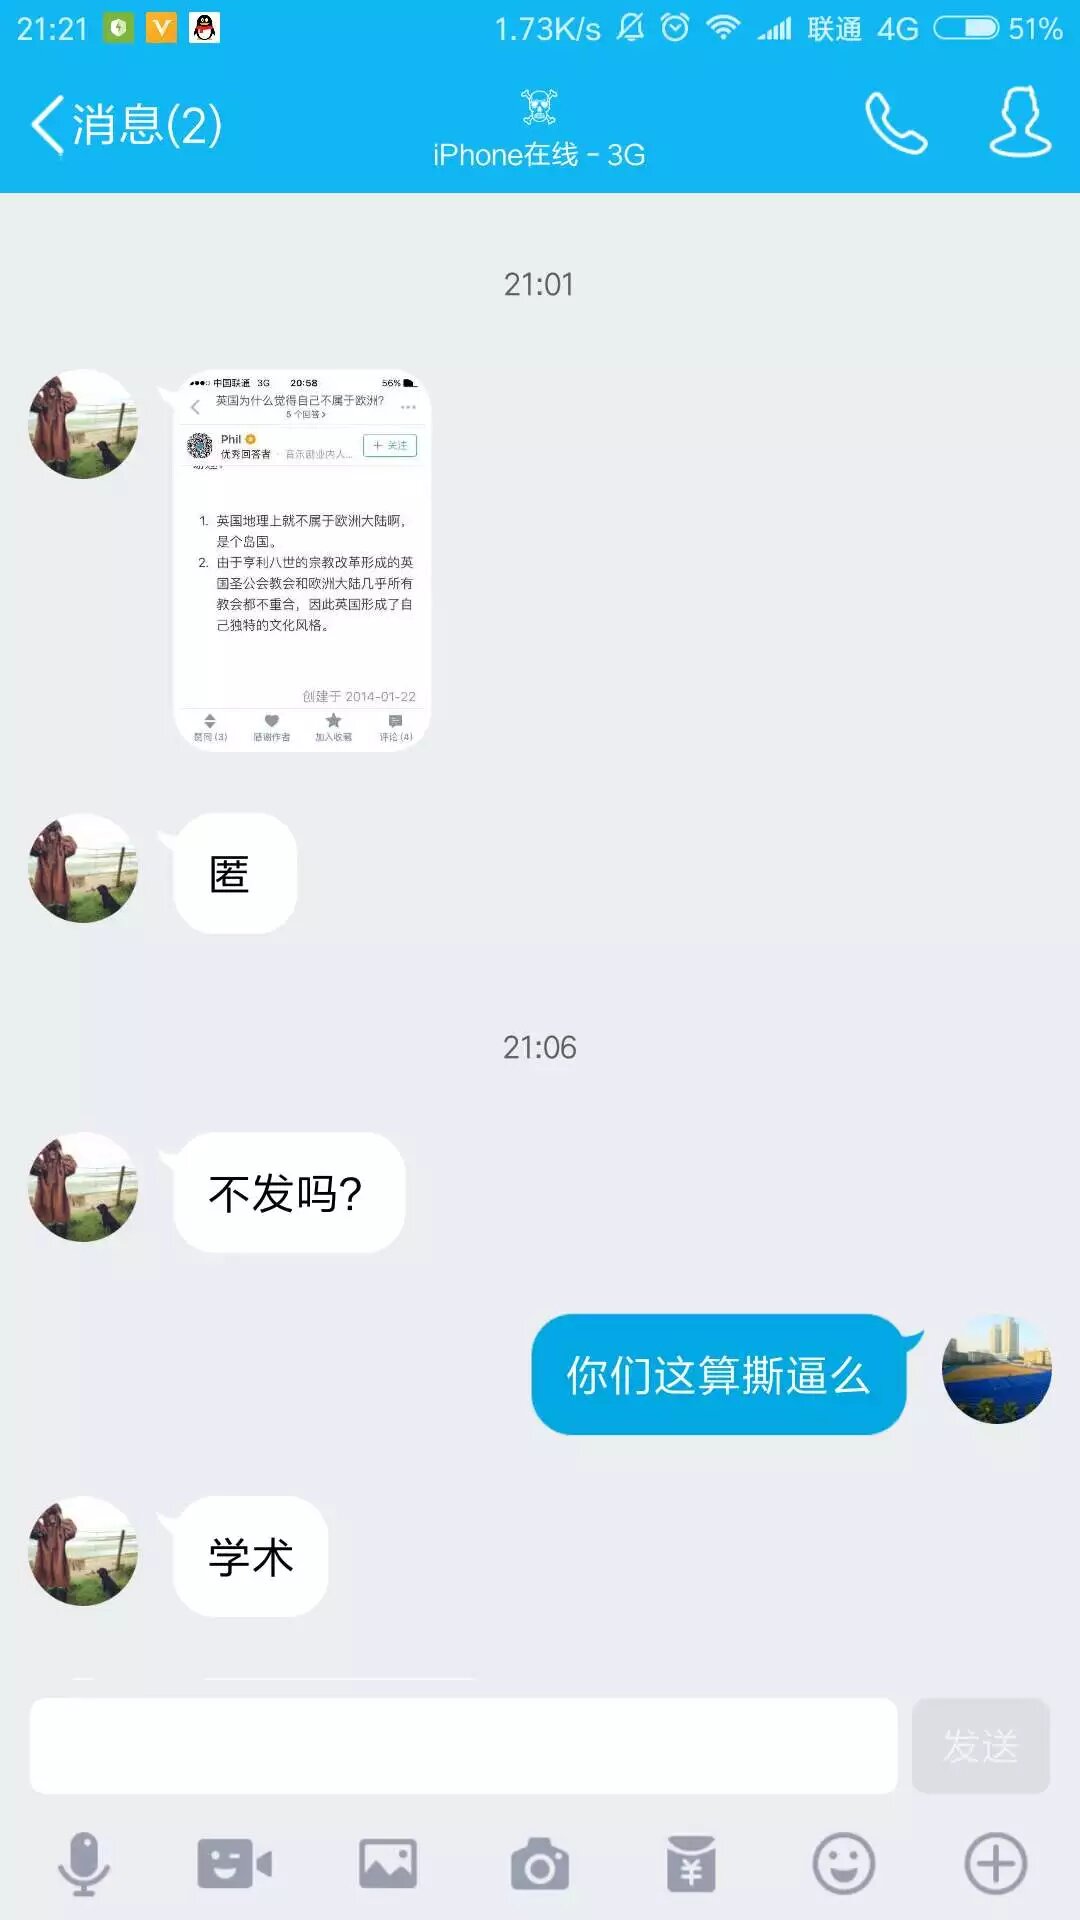 21:21 1.73K/s 联通 4G 51%
消息(2)
iPhone在线 - 3G
21:01
中国联通 3G 20:58 56%
英国为什么觉得自己不属于欧洲?
5 个回答
Phil
+ 关注
优秀回答者 · 音乐剧业内人...
1. 英国地理上就不属于欧洲大陆啊,
是个岛国。
2. 由于亨利八世的宗教改革形成的英
国圣公会教会和欧洲大陆几乎所有
教会都不重合, 因此英国形成了自
己独特的文化风格。
创建于 2014-01-22
赞同 (3) 感谢作者 加入收藏 评论 (4)
匿
21:06
不发吗?
你们这算撕逼么
学术
发送